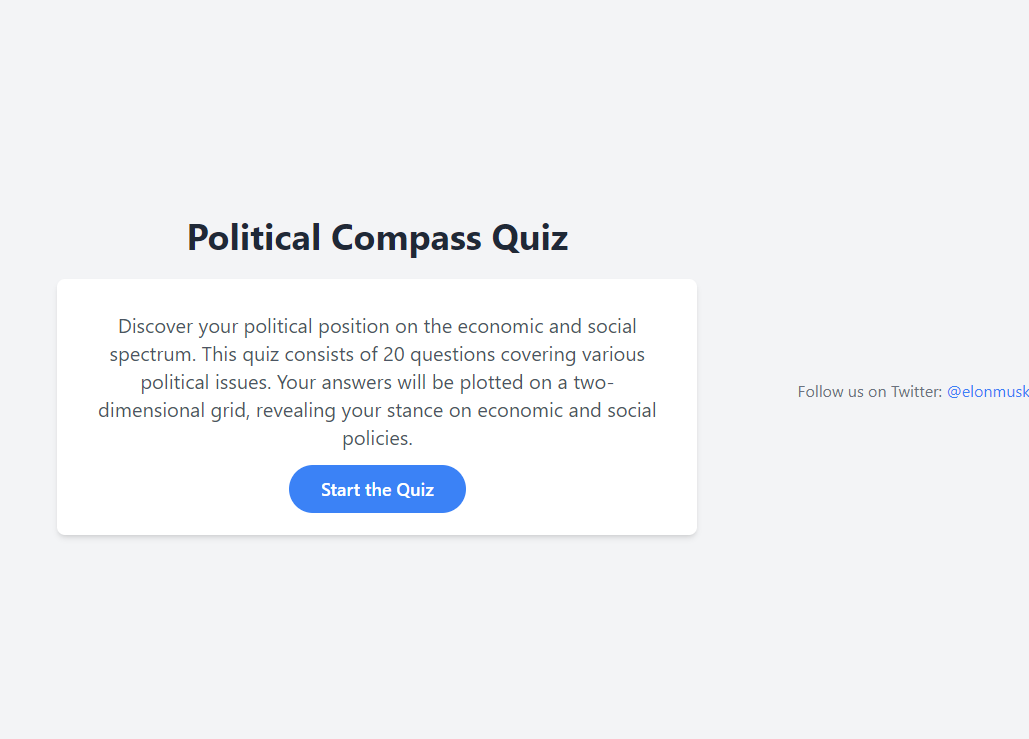 Political Compass Quiz
Discover your political position on the economic and social
spectrum. This quiz consists of 20 questions covering various
political issues. Your answers will be plotted on a two-
dimensional grid, revealing your stance on economic and social
policies.
Start the Quiz
Follow us on Twitter: @elonmusk